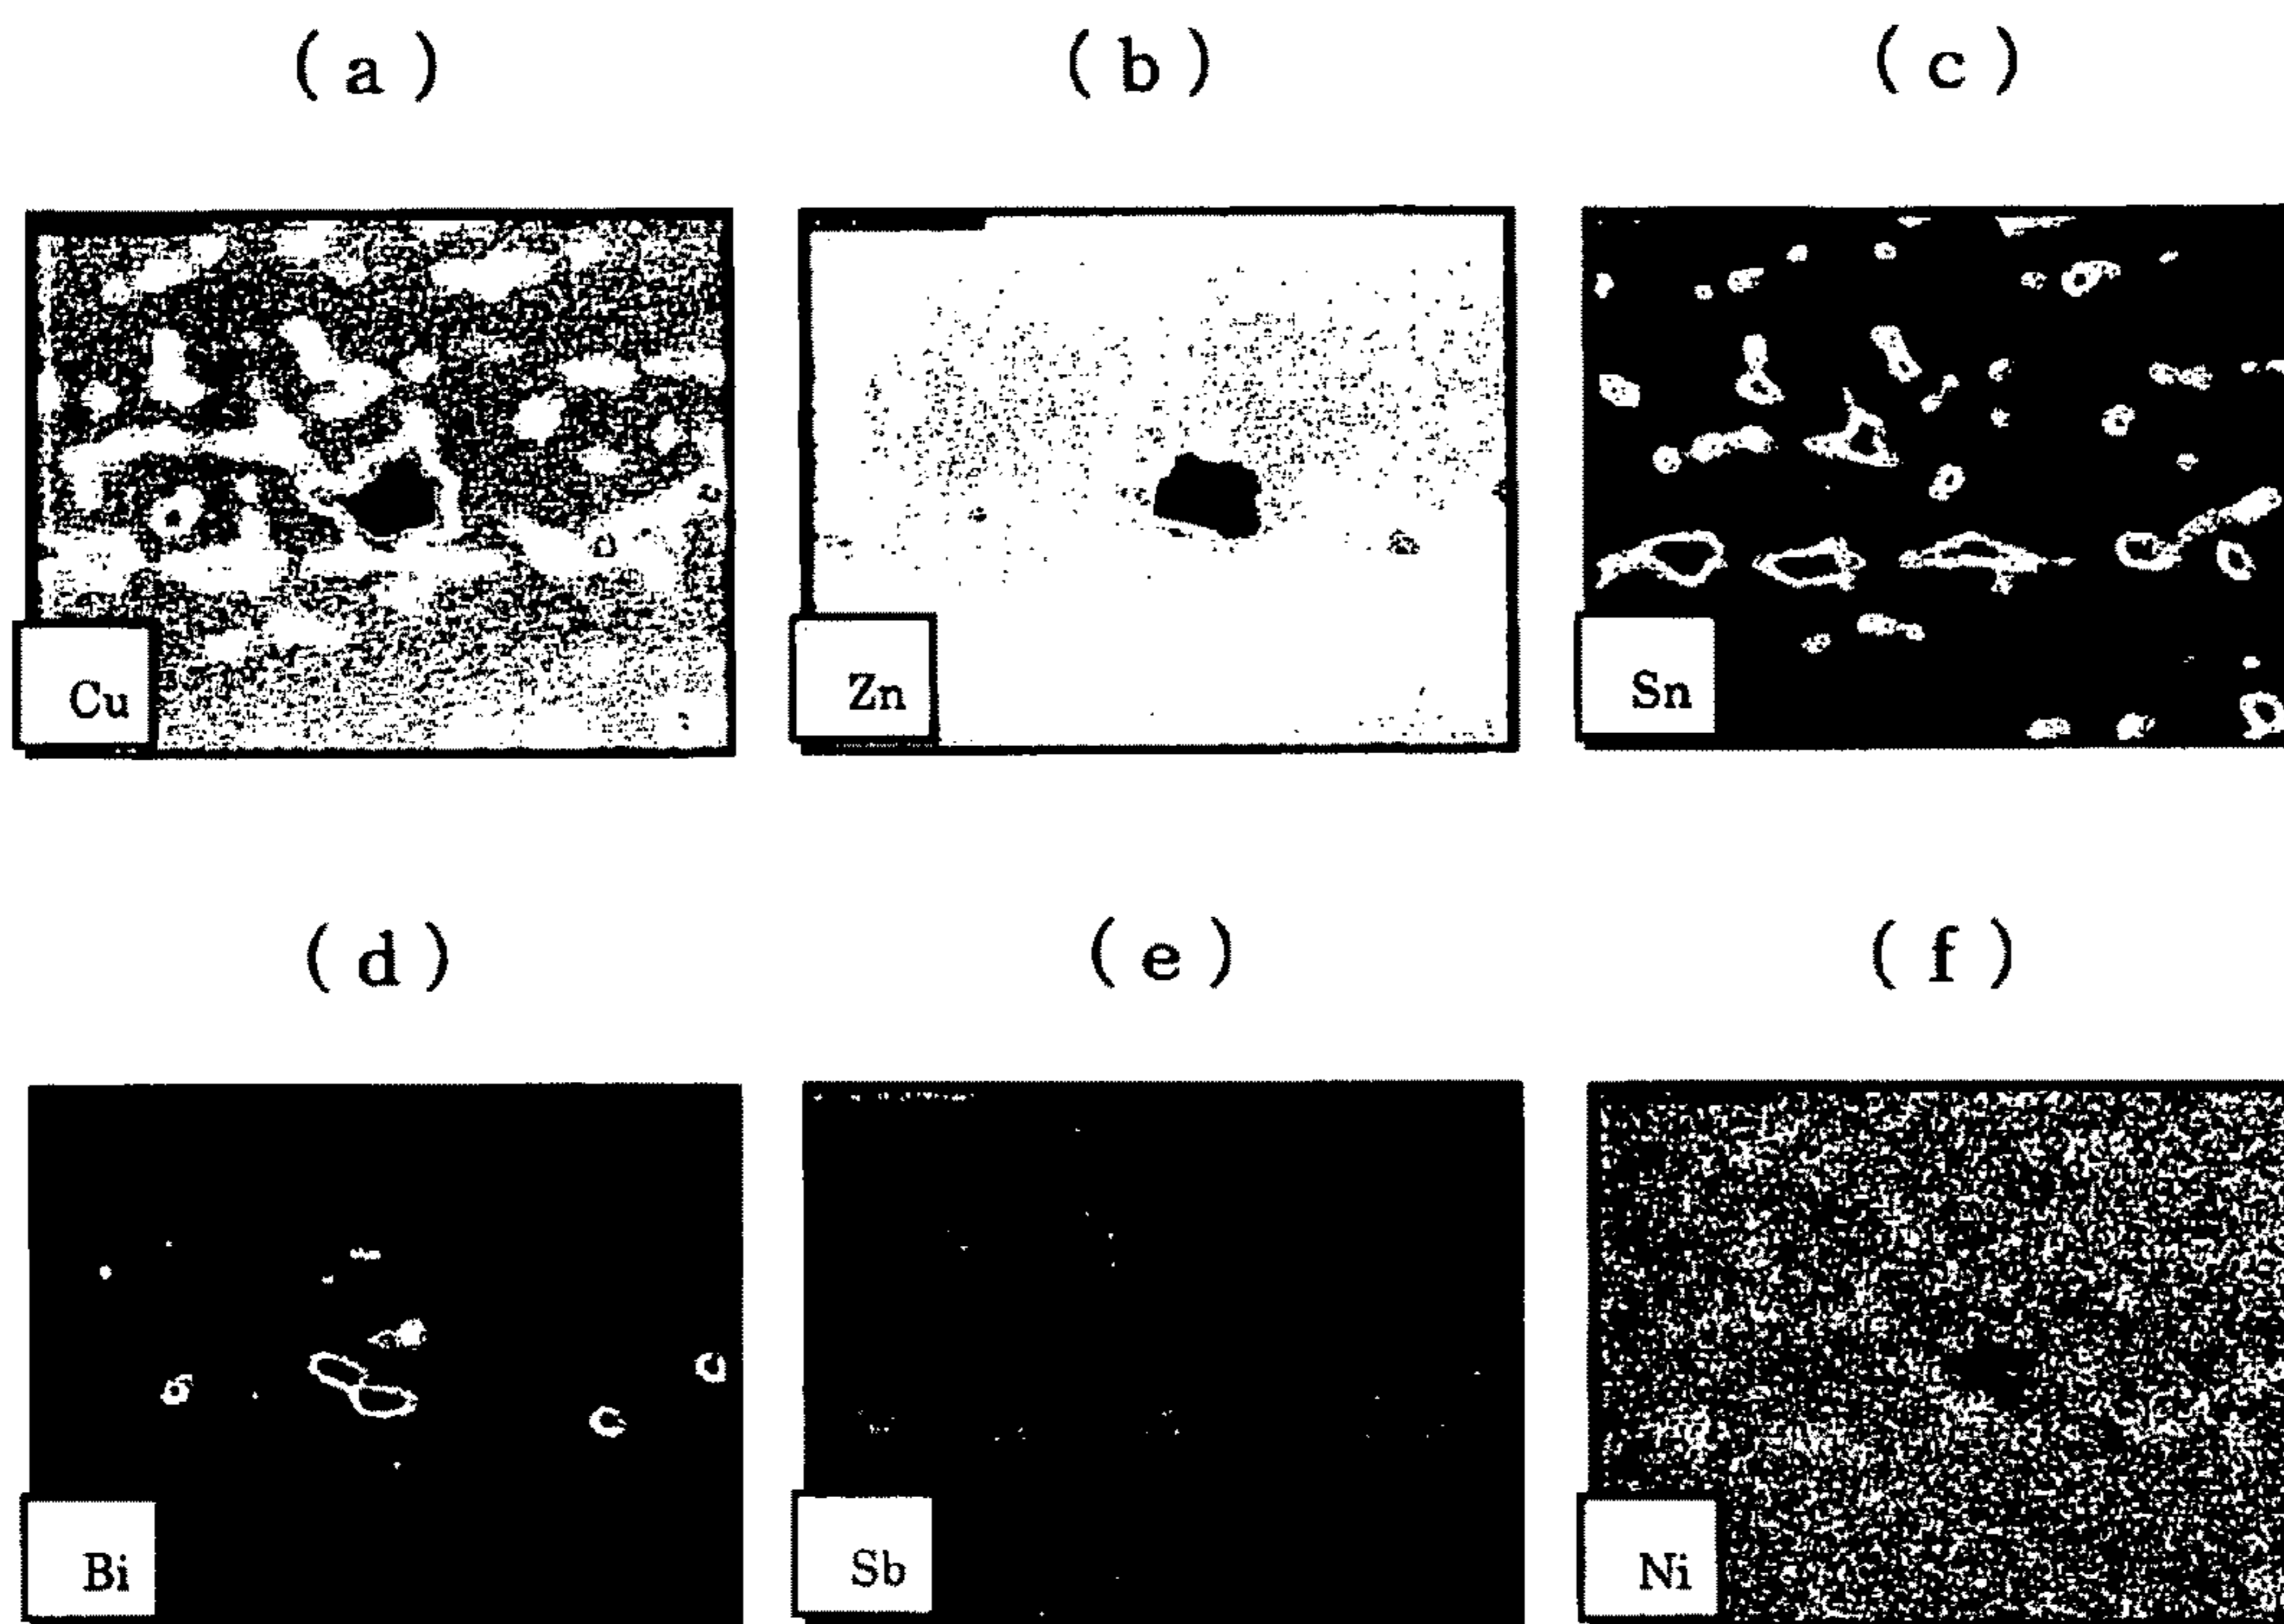 ( a ) ( b ) ( c )
Cu Zn Sn
( d ) ( e ) ( f )
Bi Sb Ni